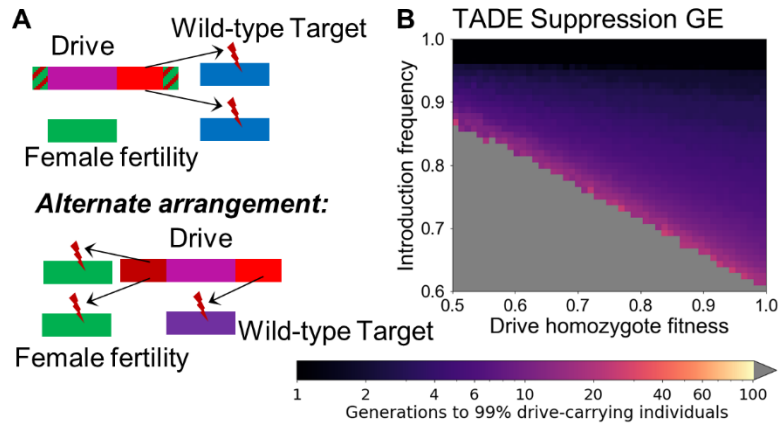 A
Wild-type Target
Drive
Female fertility
Alternate arrangement:
Drive
Wild-type Target
Female fertility
B
TADE Suppression GE
Introduction frequency
1.0
0.9
0.8
0.7
0.6
0.5 0.6 0.7 0.8 0.9 1.0
Drive homozygote fitness
1 2 4 6 10 20 40 60 100
Generations to 99% drive-carrying individuals